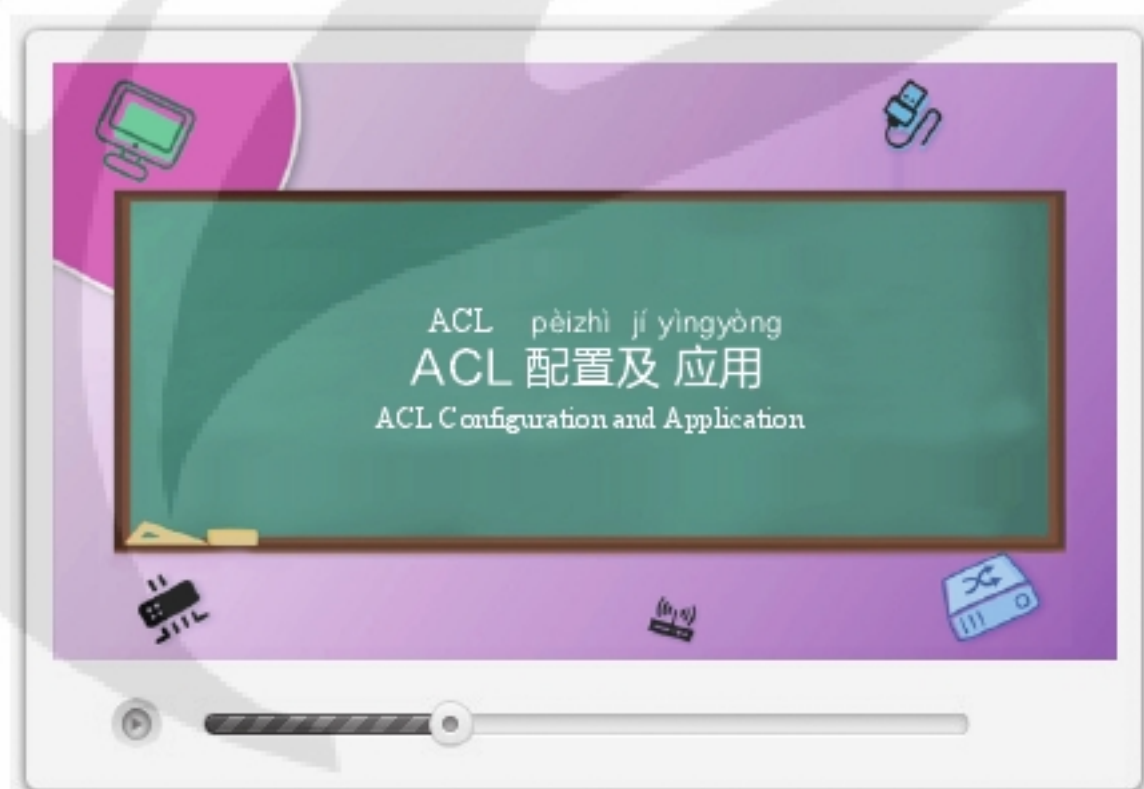 ACL pèizhì jí yìngyòng
ACL 配置及 应用
ACL Configuration and Application